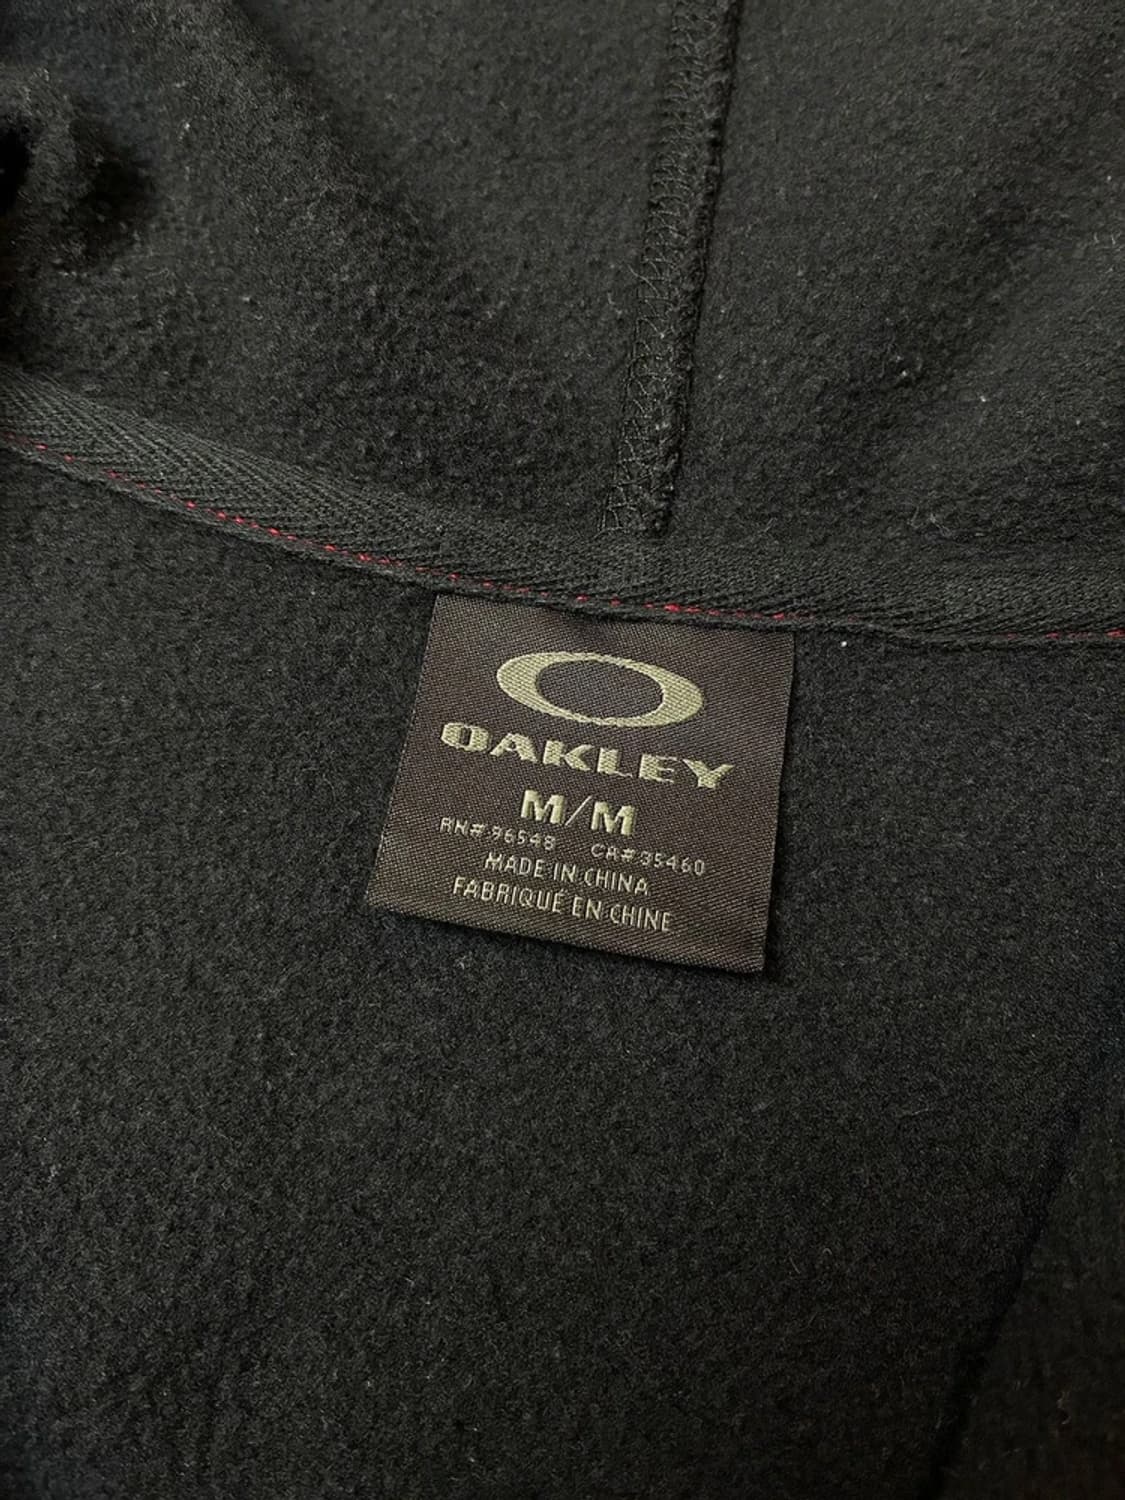 OAKLEY
M/M
RN# 96548 CA# 35460
MADE IN CHINA
FABRIQUÉ EN CHINE